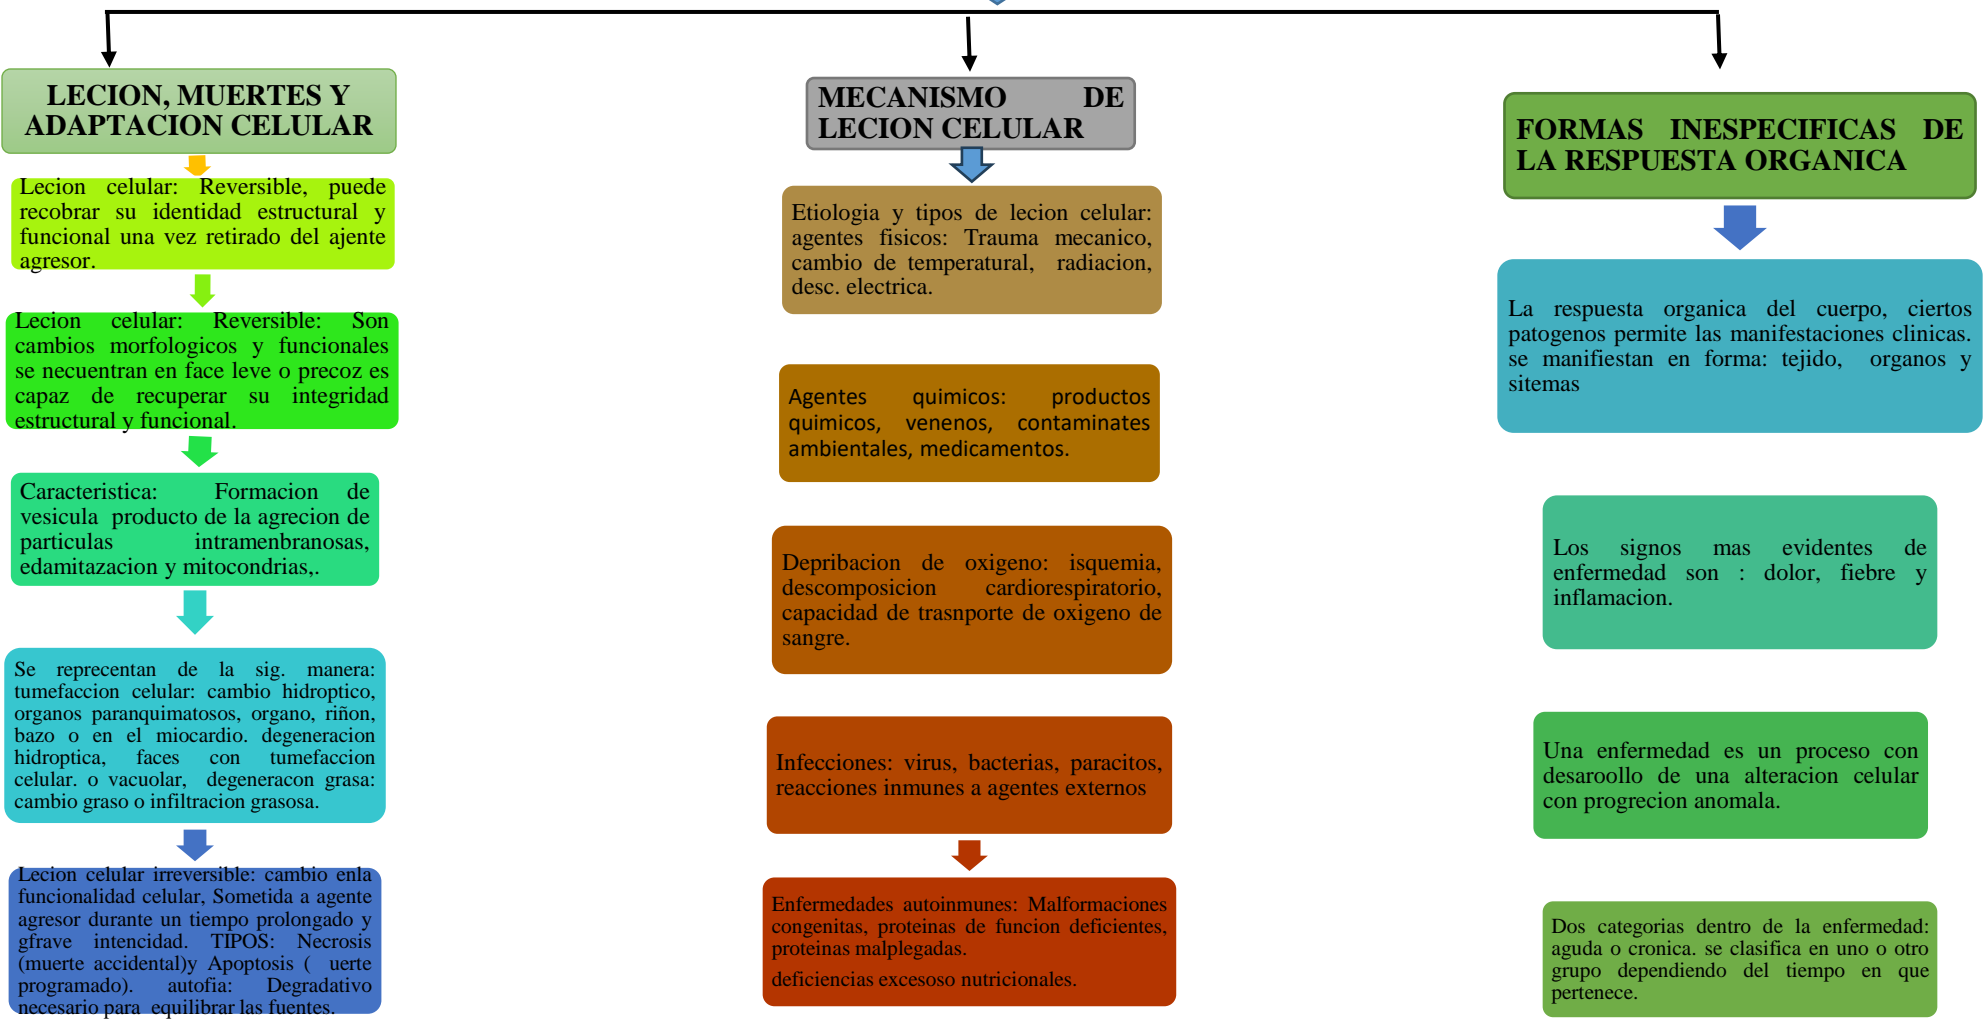 LECION, MUERTES Y
ADAPTACION CELULAR
Lecion celular: Reversible, puede
recobrar su identidad estructural y
funcional una vez retirado del ajente
agresor.
Lecion celular: Reversible: Son
cambios morfologicos y funcionales
se necuentran en face leve o precoz es
capaz de recuperar su integridad
estructural y funcional.
Caracteristica: Formacion de
vesicula producto de la agrecion de
particulas intramenbranosas,
edamitazacion y mitocondrias,.
Se reprecentan de la sig. manera:
tumefaccion celular: cambio hidroptico,
organos paranquimatosos, organo, riñon,
bazo o en el miocardio. degeneracion
hidroptica, faces con tumefaccion
celular. o vacuolar, degeneracon grasa:
cambio graso o infiltracion grasosa.
Lecion celular irreversible: cambio enla
funcionalidad celular, Sometida a agente
agresor durante un tiempo prolongado y
gfrave intencidad. TIPOS: Necrosis
(muerte accidental)y Apoptosis ( uerte
programado). autofia: Degradativo
necesario para equilibrar las fuentes.
MECANISMO DE
LECION CELULAR
Etiologia y tipos de lecion celular:
agentes fisicos: Trauma mecanico,
cambio de temperatural, radiacion,
desc. electrica.
Agentes quimicos: productos
quimicos, venenos, contaminates
ambientales, medicamentos.
Depribacion de oxigeno: isquemia,
descomposicion cardiorespiratorio,
capacidad de trasnporte de oxigeno de
sangre.
Infecciones: virus, bacterias, paracitos,
reacciones inmunes a agentes externos
Enfermedades autoinmunes: Malformaciones
congenitas, proteinas de funcion deficientes,
proteinas malplegadas.
deficiencias excesoso nutricionales.
FORMAS INESPECIFICAS DE
LA RESPUESTA ORGANICA
La respuesta organica del cuerpo, ciertos
patogenos permite las manifestaciones clinicas.
se manifiestan en forma: tejido, organos y
sitemas
Los signos mas evidentes de
enfermedad son : dolor, fiebre y
inflamacion.
Una enfermedad es un proceso con
desaroollo de una alteracion celular
con progrecion anomala.
Dos categorias dentro de la enfermedad:
aguda o cronica. se clasifica en uno o otro
grupo dependiendo del tiempo en que
pertenece.